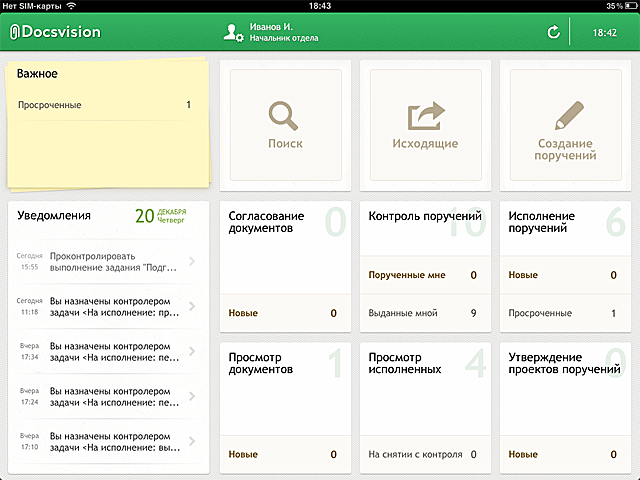 Нет SIM-карты
18:43
35%
Docsvision
Иванов И.
Начальник отдела
18:42
Важное
Просроченные 1
Поиск
Исходящие
Создание
поручений
Уведомления
20 ДЕКАБРЯ
Четверг
Сегодня
15:55
Проконтролировать
выполнение задания "Подг...
Сегодня
11:18
Вы назначены контролером
задачи <На исполнение: пр...
Вчера
17:34
Вы назначены контролером
задачи <На исполнение: пе...
Вчера
17:24
Вы назначены контролером
задачи <На исполнение: пе...
Вчера
17:10
Вы назначены контролером
задачи <На исполнение: вы...
Согласование
документов
0
Новые 0
Контроль поручений
10
Порученные мне 0
Выданные мной 9
Исполнение
поручений
6
Новые 0
Просроченные 1
Просмотр
документов
1
Новые 0
Просмотр
исполненных
4
На снятии с контроля 0
Утверждение
проектов поручений
0
Новые 0